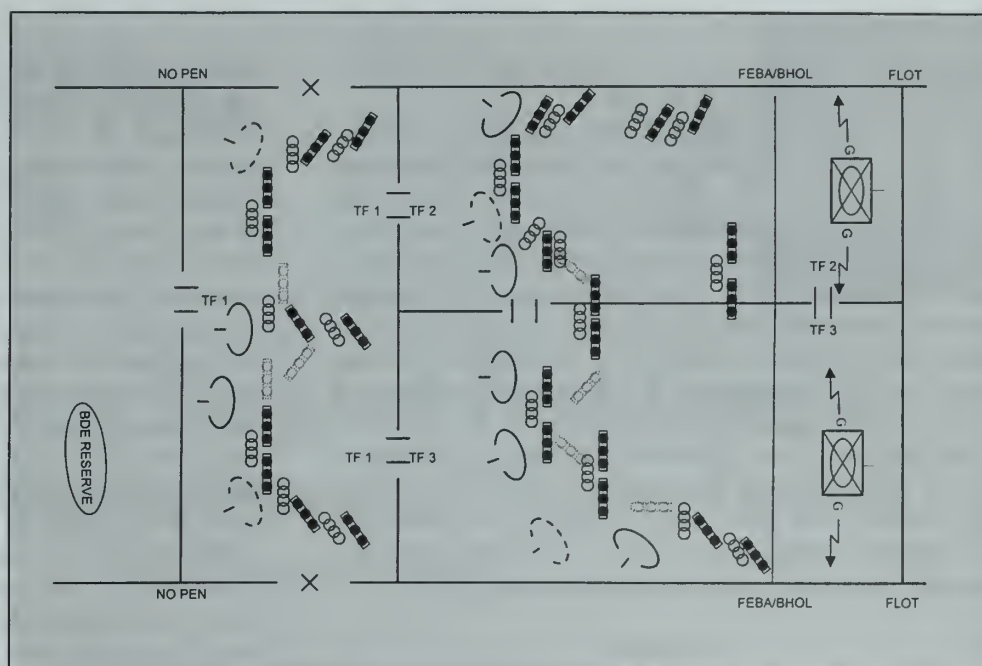 NO PEN
FEBA/BHOL
FLOT
G
TF 1
TF 2
G
TF 2
TF 1
TF 3
G
BDE RESERVE
TF 1
TF 3
G
NO PEN
FEBA/BHOL
FLOT